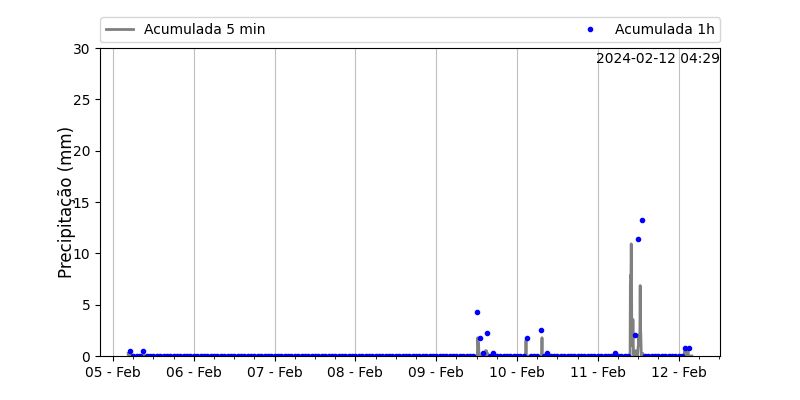 Acumulada 5 min
Acumulada 1h
2024-02-12 04:29
Precipitação (mm)
30
25
20
15
10
5
0
05 - Feb
06 - Feb
07 - Feb
08 - Feb
09 - Feb
10 - Feb
11 - Feb
12 - Feb